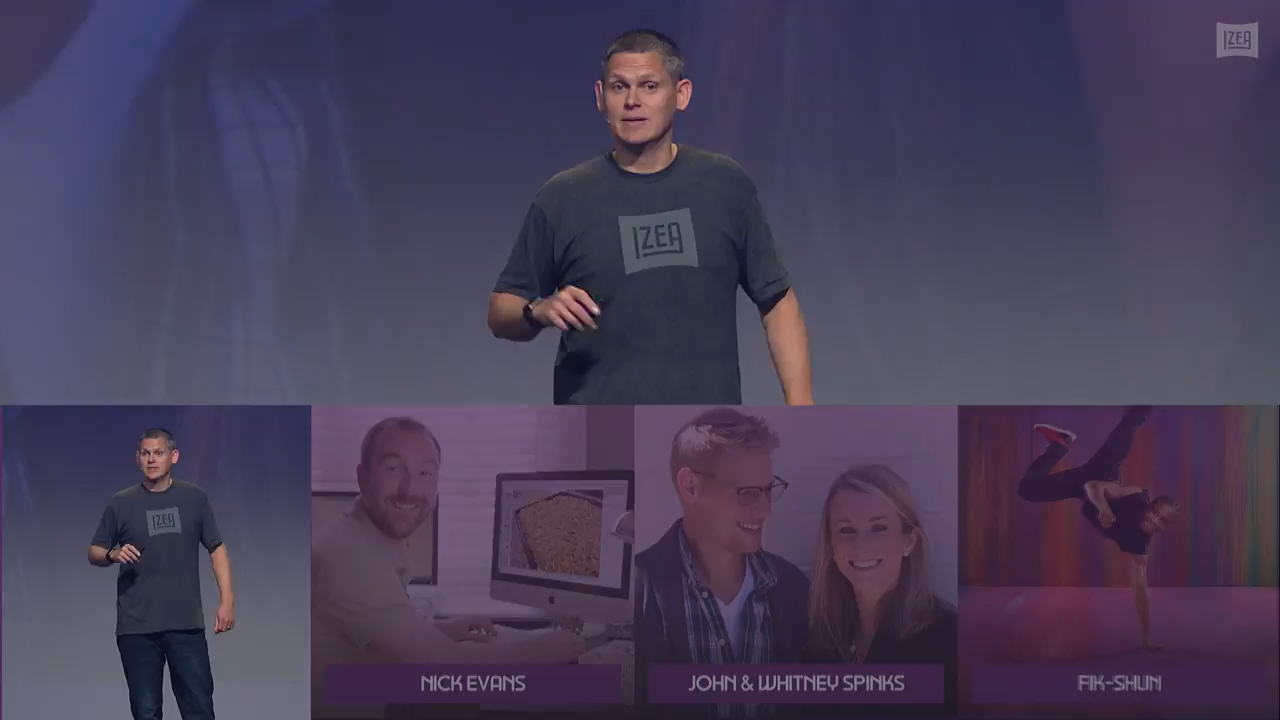 IZEA
IZEA
IZEA
NICK EVANS
JOHN & WHITNEY SPINKS
FIK-SHUN